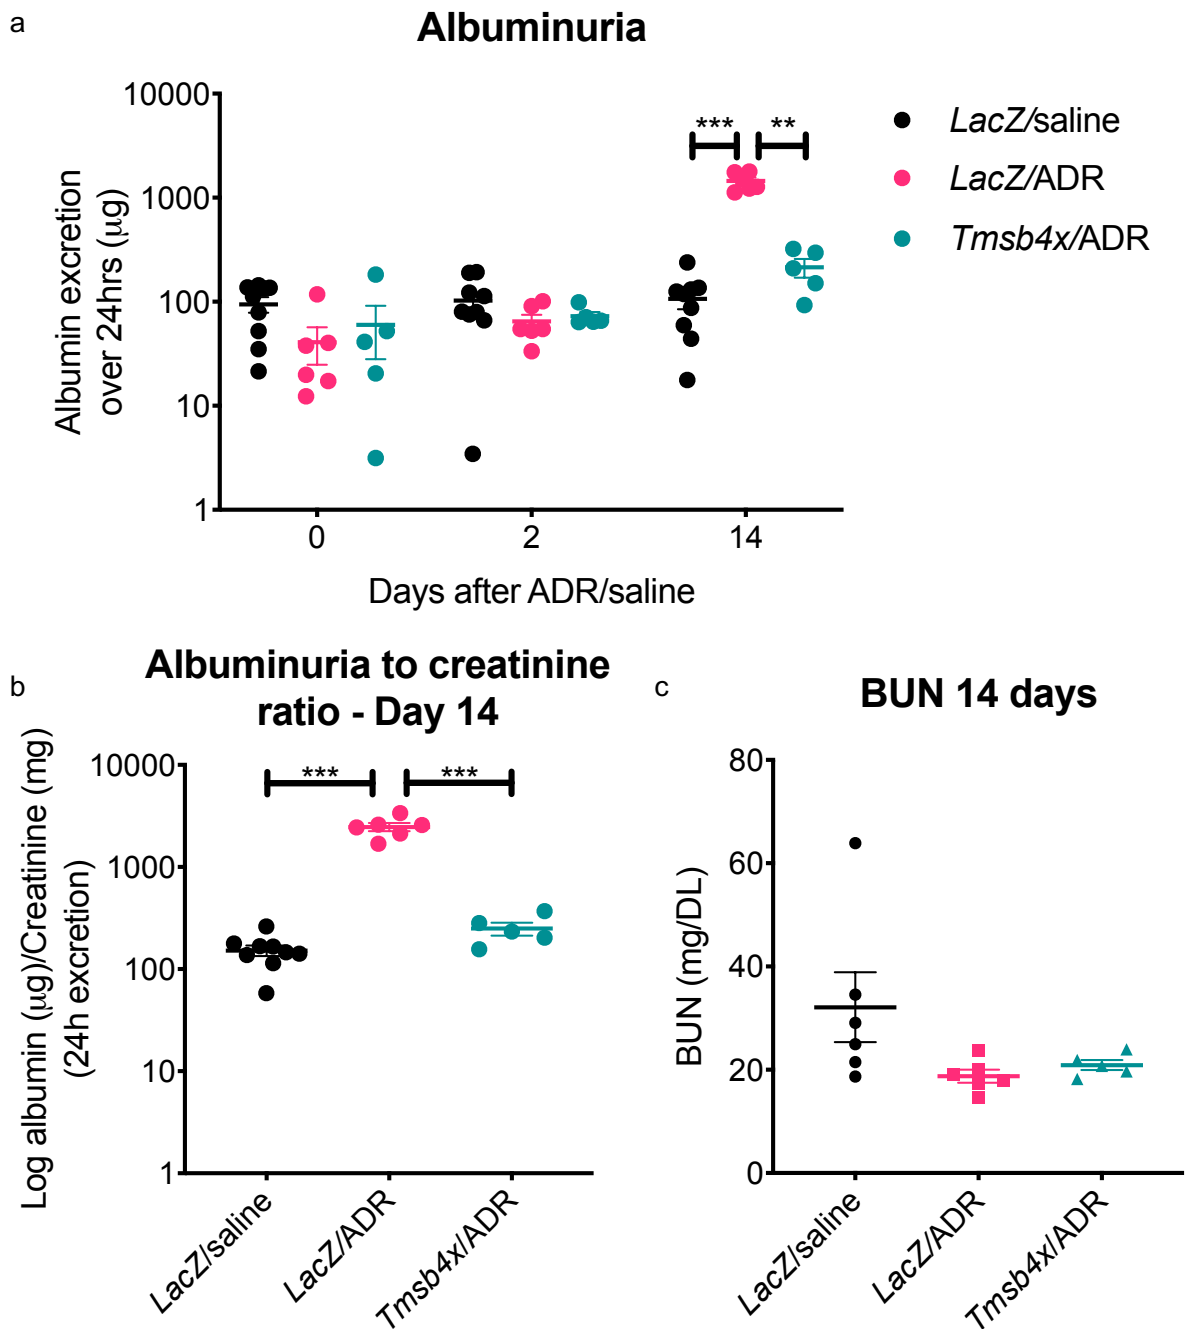 a
Albuminuria
Albumin excretion
over 24hrs (μg)
10000
1000
100
10
1
*** **
0 2 14
Days after ADR/saline
LacZ/saline
LacZ/ADR
Tmsb4x/ADR
b
Albuminuria to creatinine
ratio - Day 14
Log albumin (μg)/Creatinine (mg)
(24h excretion)
10000
1000
100
10
1
*** ***
LacZ/saline
LacZ/ADR
Tmsb4x/ADR
c
BUN 14 days
BUN (mg/DL)
80
60
40
20
0
LacZ/saline
LacZ/ADR
Tmsb4x/ADR